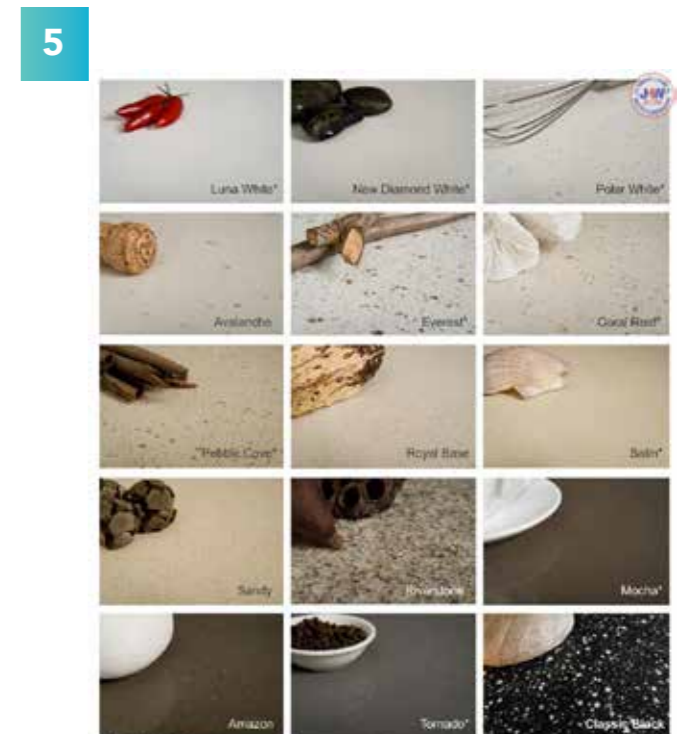 5
JHW
Luna White*
New Diamond White*
Polar White*
Avalanche
Everest*
Coral Reef*
Pebble Cove*
Royal Base
Satin*
Sandy
Riverstone
Mocha*
Amazon
Tornado*
Classic Black